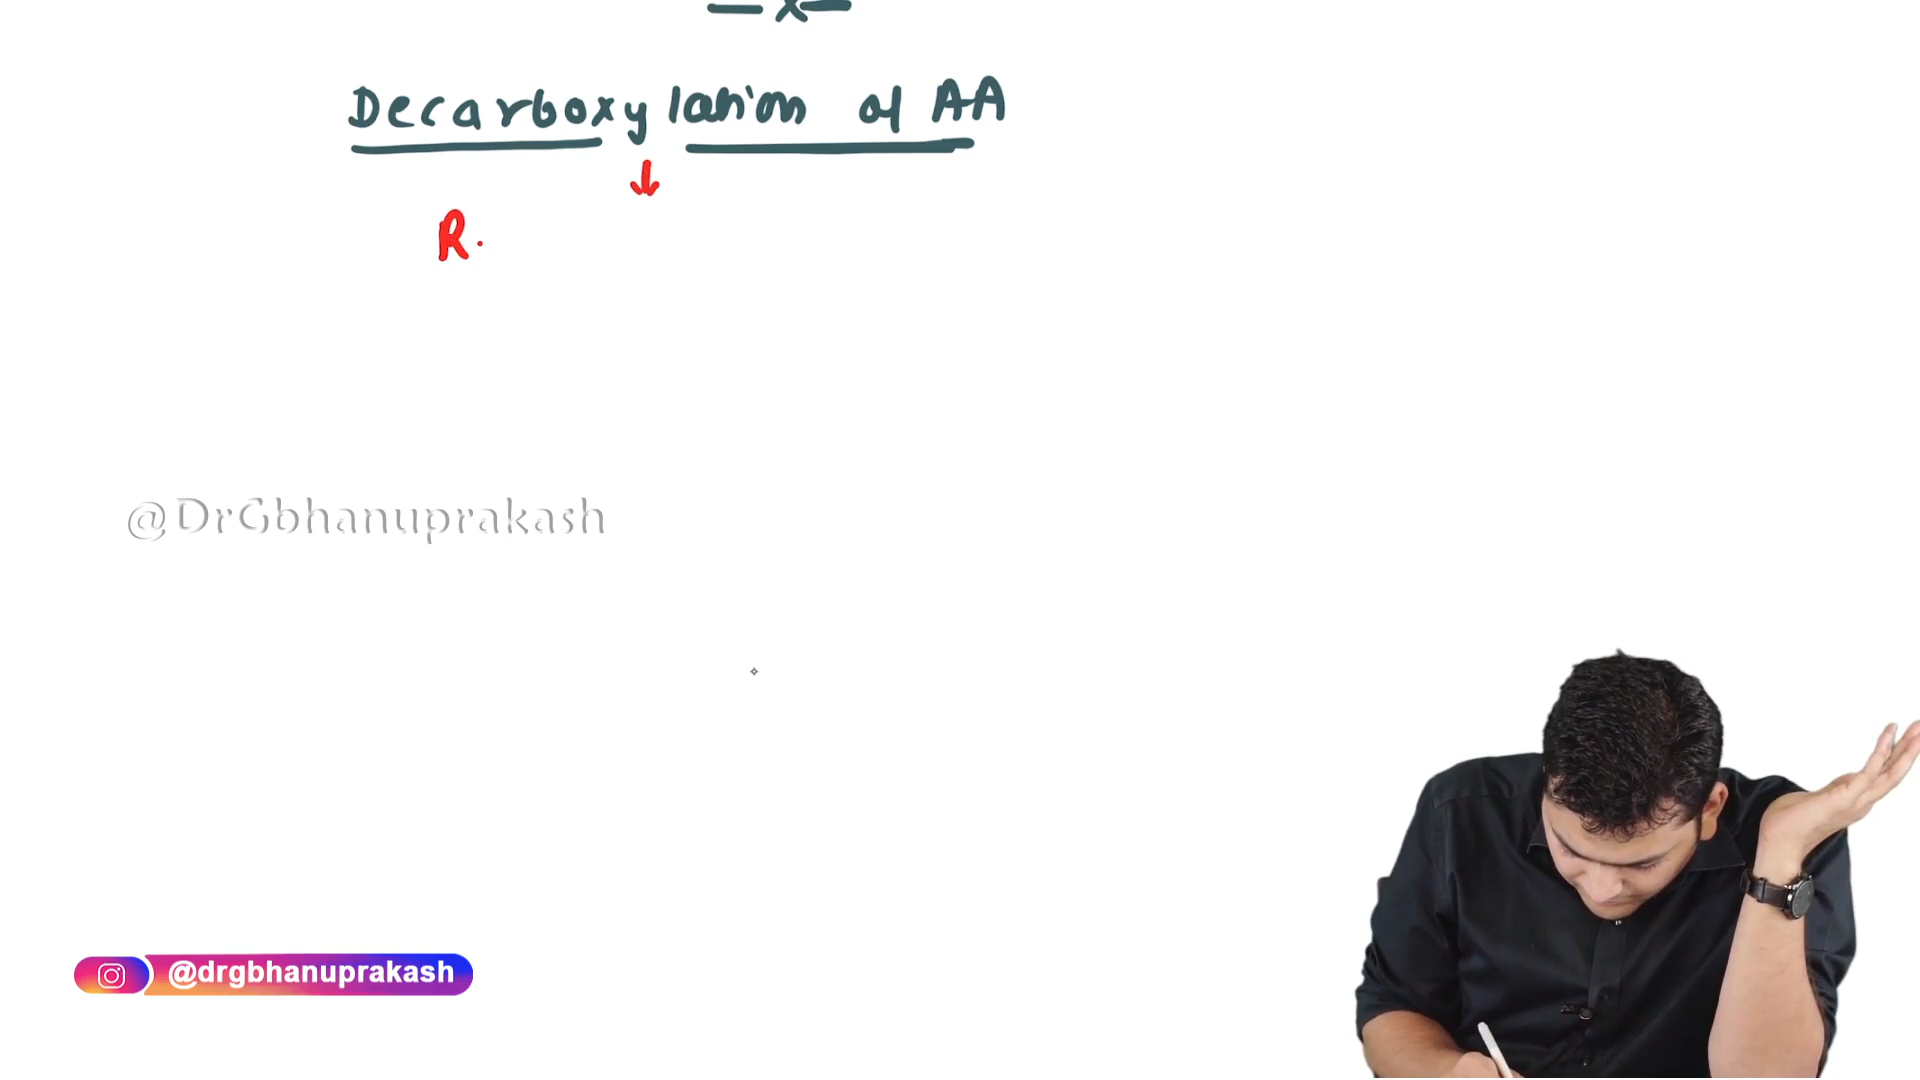 — x —
Decarboxylation of AA
↓
R.
@DrGbhanuprakash
@drgbhanuprakash